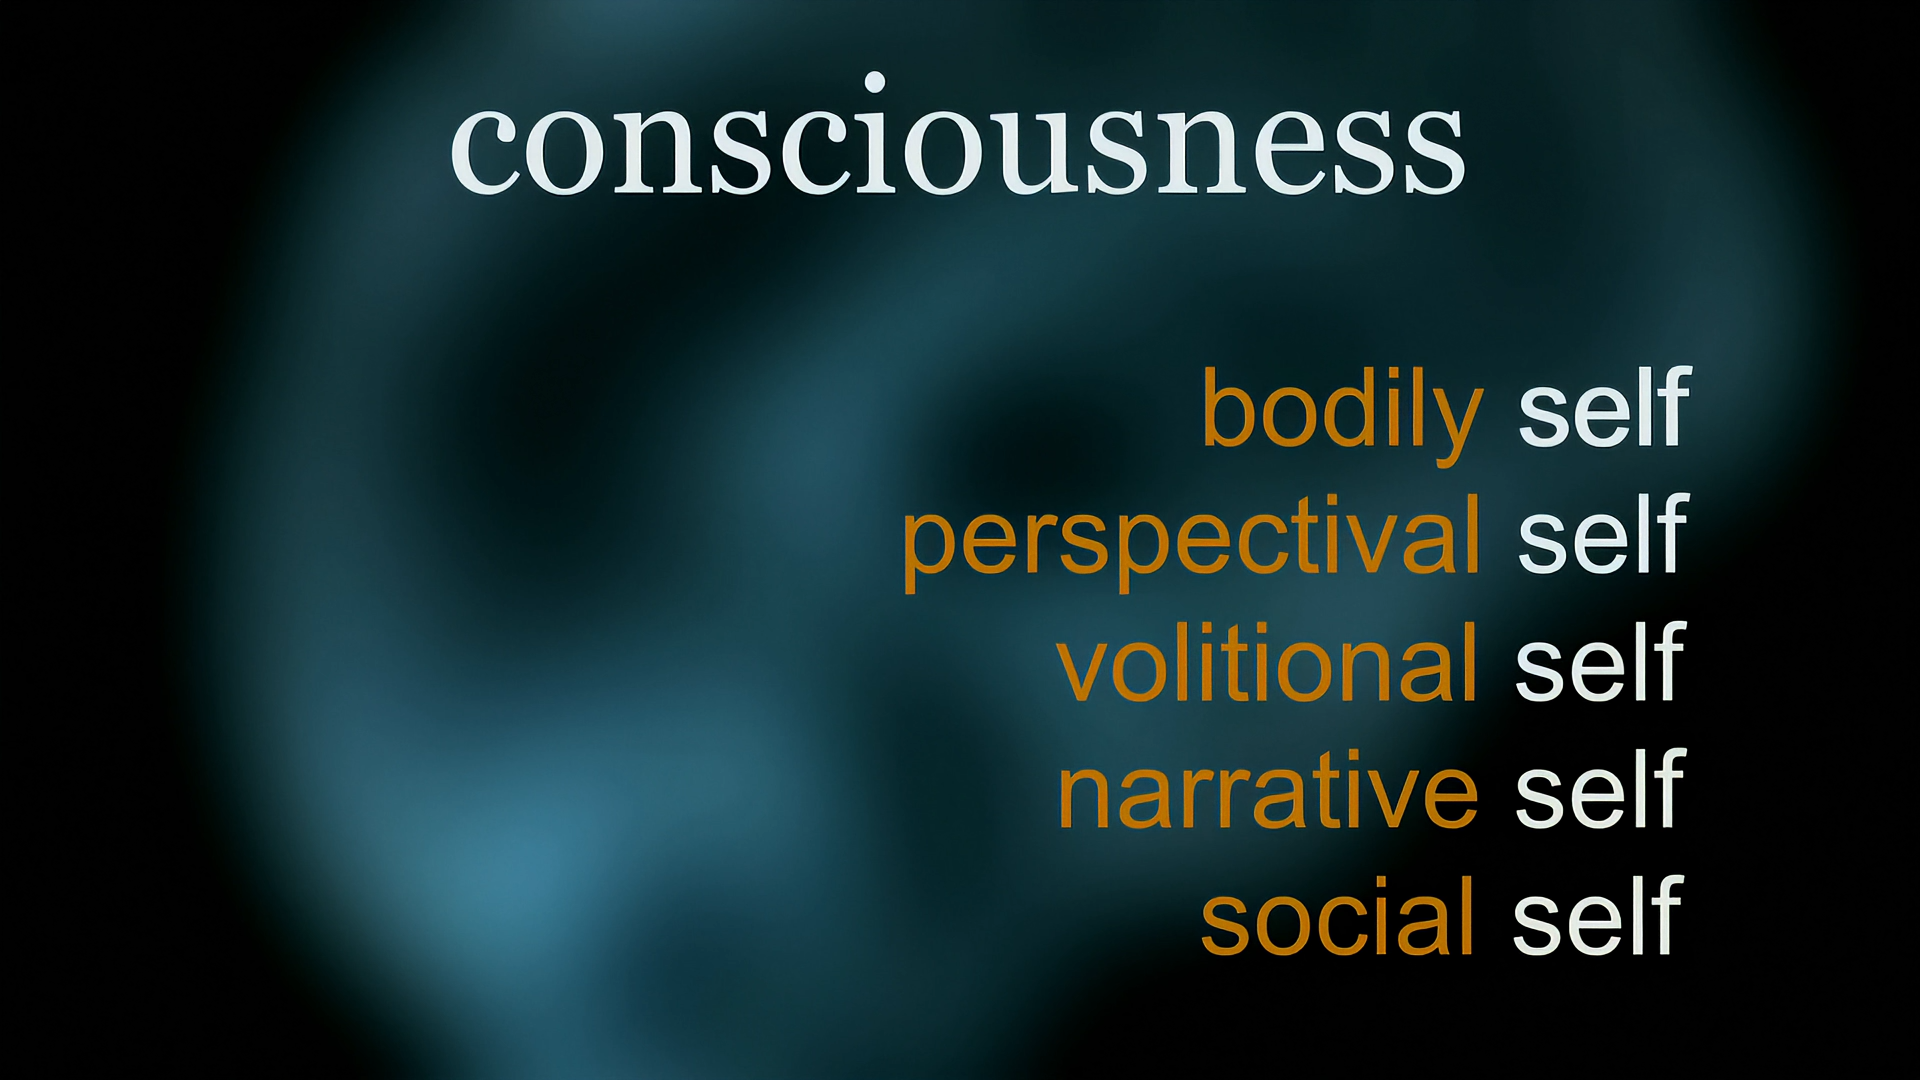 consciousness
bodily self
perspectival self
volitional self
narrative self
social self